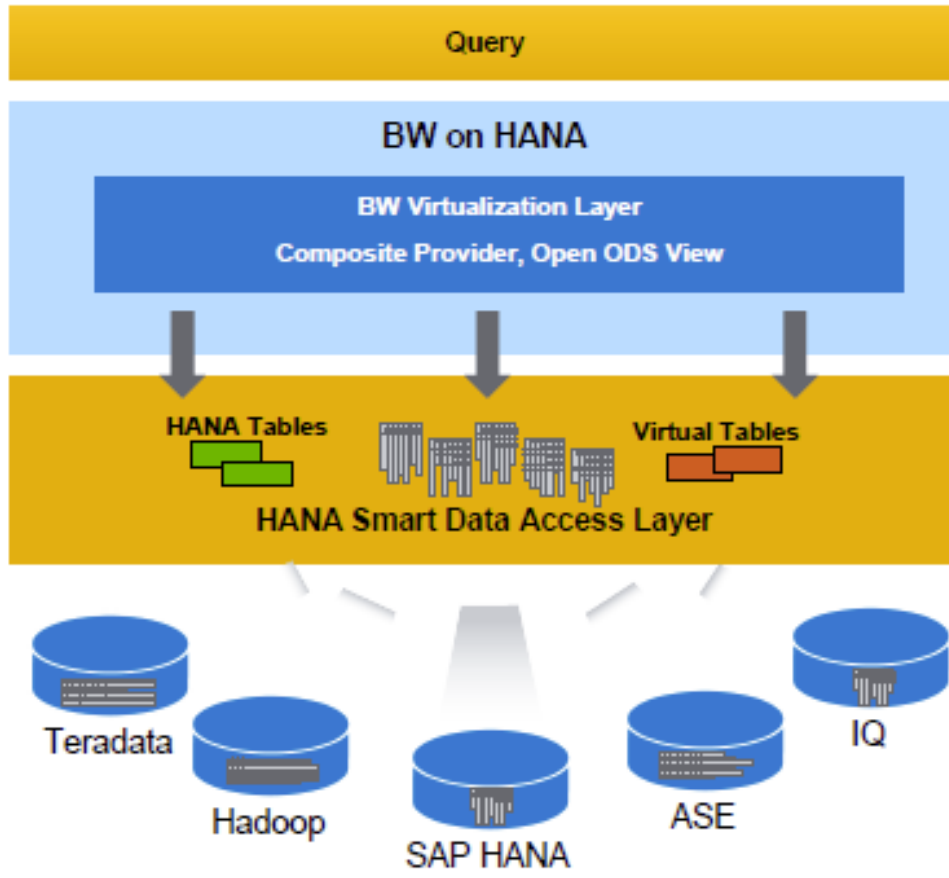 Query
BW on HANA
BW Virtualization Layer
Composite Provider, Open ODS View
HANA Tables
Virtual Tables
HANA Smart Data Access Layer
Teradata
Hadoop
SAP HANA
ASE
IQ